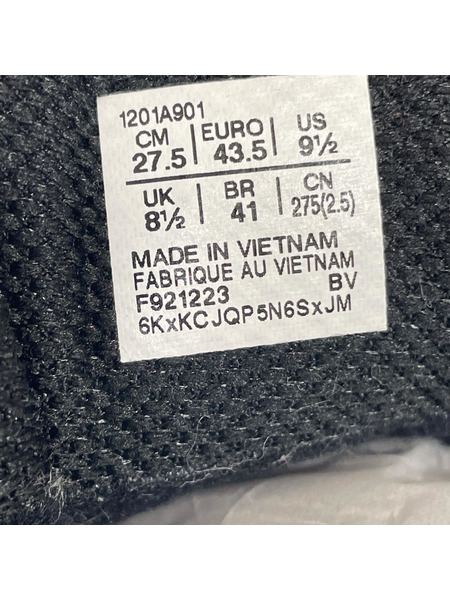 1201A901
CM 27.5 | EURO 43.5 | US 9½
UK 8½ | BR 41 | CN 275(2.5)
MADE IN VIETNAM
FABRIQUE AU VIETNAM
F921223 BV
6KxKCJQP5N6SxJM